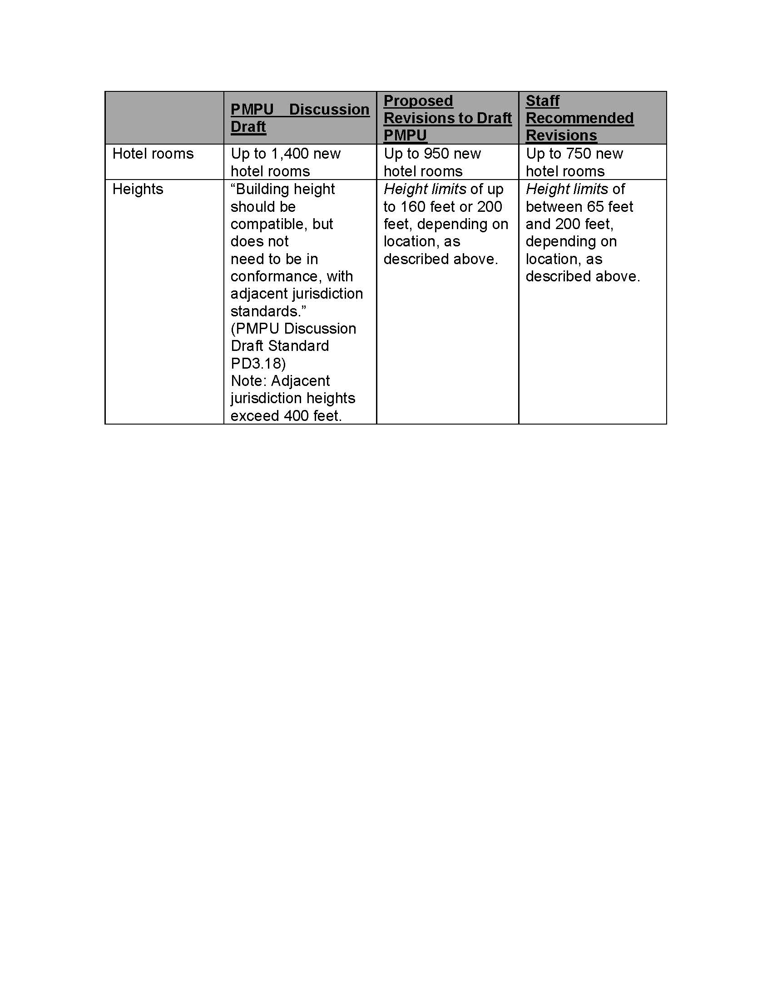 PMPU Discussion
Draft
Proposed
Revisions to Draft
PMPU
Staff
Recommended
Revisions
Hotel rooms
Up to 1,400 new
hotel rooms
Up to 950 new
hotel rooms
Up to 750 new
hotel rooms
Heights
“Building height
should be
compatible, but
does not
need to be in
conformance, with
adjacent jurisdiction
standards.”
(PMPU Discussion
Draft Standard
PD3.18)
Note: Adjacent
jurisdiction heights
exceed 400 feet.
Height limits of up
to 160 feet or 200
feet, depending on
location, as
described above.
Height limits of
between 65 feet
and 200 feet,
depending on
location, as
described above.